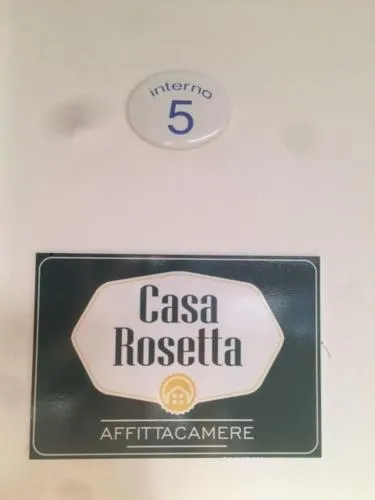 interno
5
Casa
Rosetta
AFFITTACAMERE